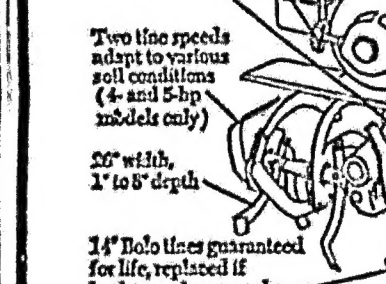 Two tine speeds
adapt to various
soil conditions
(4- and 5-hp
models only)
26" width,
1" to 8" depth
14" Bolo tines guaranteed
for life, replaced if